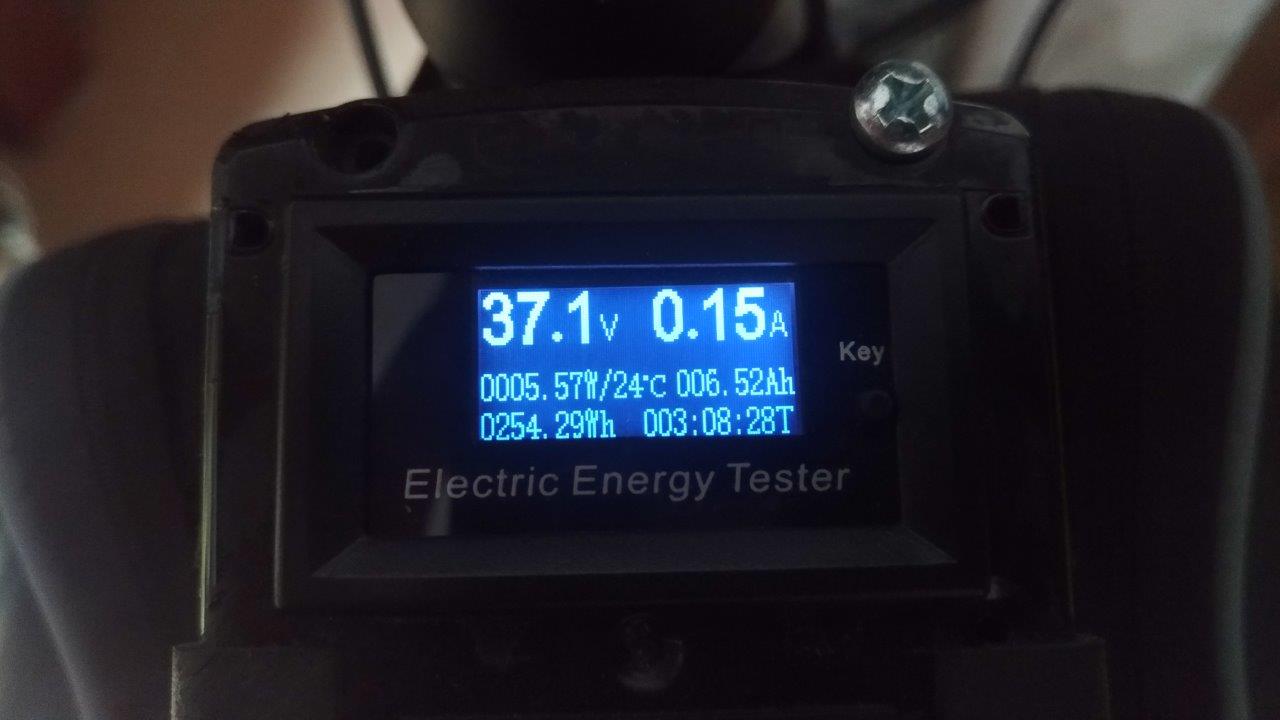 37.1V 0.15A
0005.57W/24℃ 006.52Ah
0254.29Wh 003:08:28T
Key
Electric Energy Tester